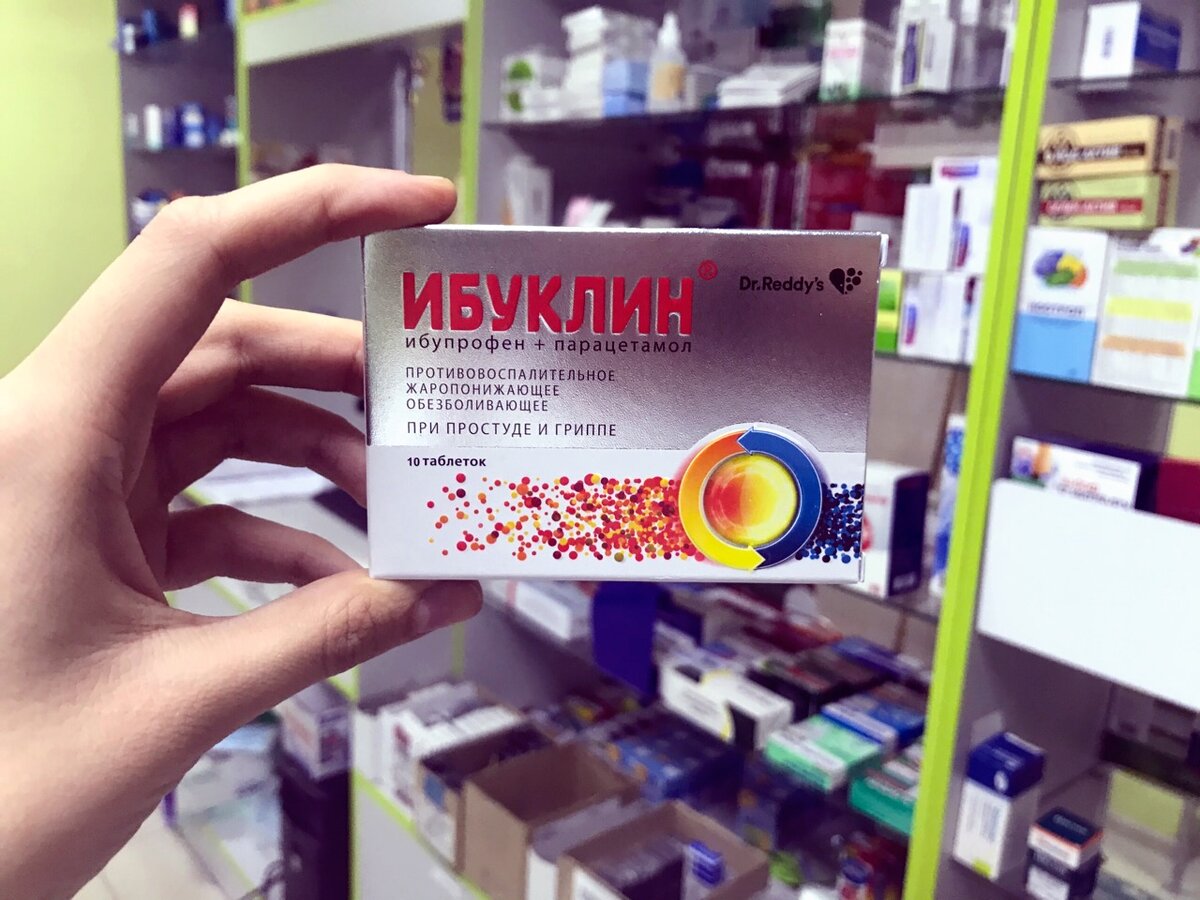 ИБУКЛИН®
Dr.Reddy's
ибупрофен + парацетамол
ПРОТИВОВОСПАЛИТЕЛЬНОЕ
ЖАРОПОНИЖАЮЩЕЕ
ОБЕЗБОЛИВАЮЩЕЕ
ПРИ ПРОСТУДЕ И ГРИППЕ
10 таблеток